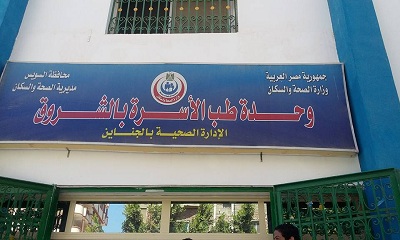 جمهورية مصر العربية
وزارة الصحة والسكان
محافظة السويس
مديرية الصحة والسكان
وحدة طب الأسرة بالشروق
الإدارة الصحية بالجناين